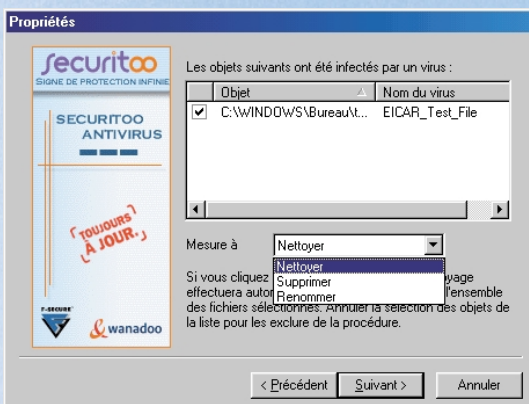 Propriétés
Securitoo
SIGNE DE PROTECTION INFINIE
SECURITOO
ANTIVIRUS
TOUJOURS
À JOUR.
F-SECURE
wanadoo
Les objets suivants ont été infectés par un virus :
Objet Nom du virus
C:\WINDOWS\Bureau\t... EICAR_Test_File
Mesure à Nettoyer
Nettoyer
Supprimer
Renommer
Si vous cliquez yage
effectuera autor l'ensemble
des fichiers sélectionnés. Annuler la sélection des objets de
la liste pour les exclure de la procédure.
< Précédent Suivant > Annuler